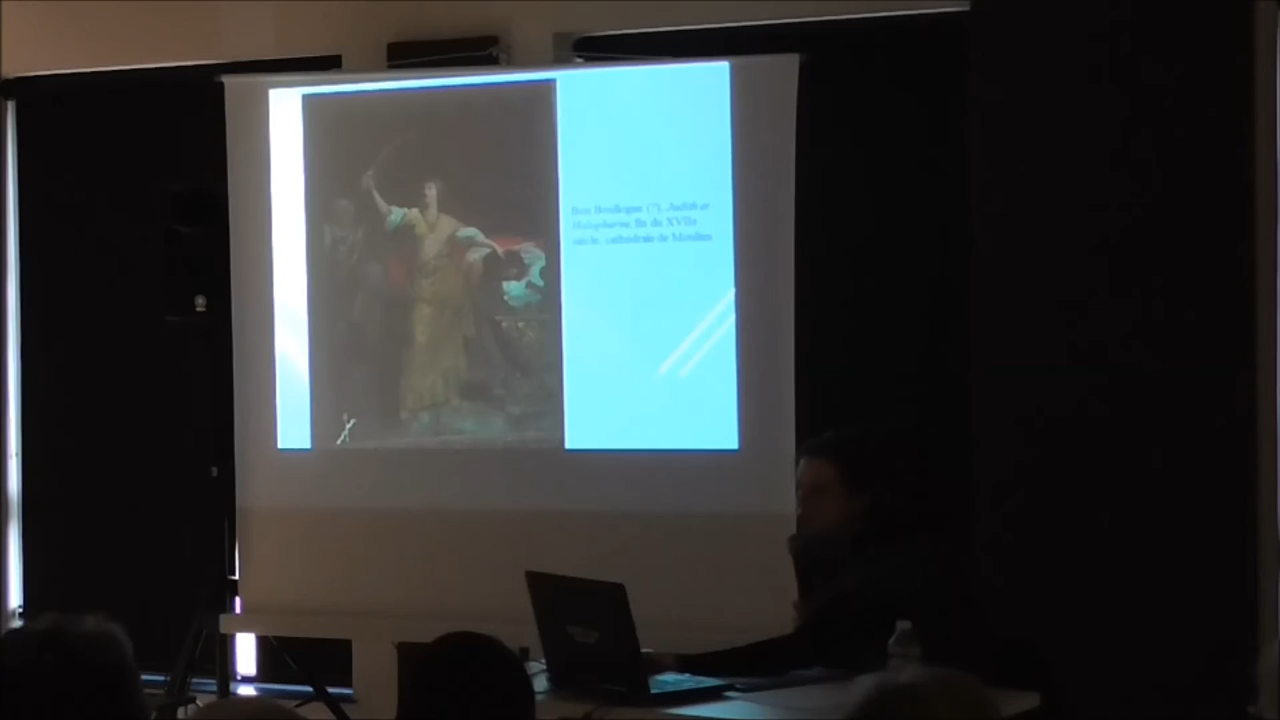 Bon Boullogne (?), Judith et
Holopherne, fin du XVIIe
siècle, cathédrale de Moulins